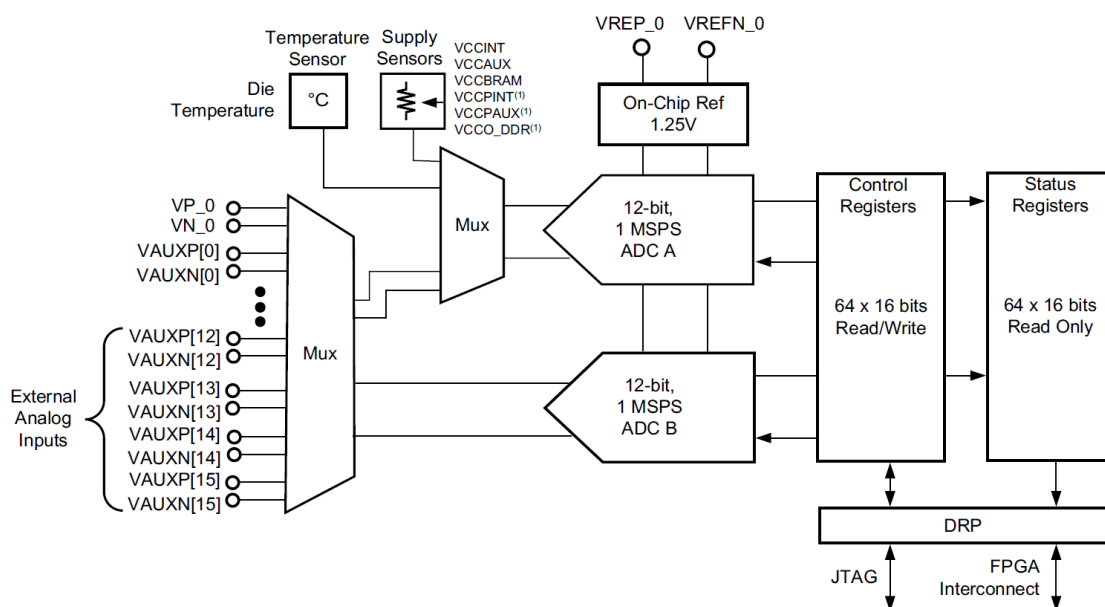 VREP_0
VREFN_0
Temperature
Sensor
Supply
Sensors
VCCINT
VCCAUX
VCCBRAM
VCCPINT(1)
VCCPAUX(1)
VCCO_DDR(1)
Die
Temperature
°C
On-Chip Ref
1.25V
VP_0
VN_0
VAUXP[0]
VAUXN[0]
VAUXP[12]
VAUXN[12]
VAUXP[13]
VAUXN[13]
VAUXP[14]
VAUXN[14]
VAUXP[15]
VAUXN[15]
External
Analog
Inputs
Mux
Mux
12-bit,
1 MSPS
ADC A
12-bit,
1 MSPS
ADC B
Control
Registers
64 x 16 bits
Read/Write
Status
Registers
64 x 16 bits
Read Only
DRP
JTAG
FPGA
Interconnect